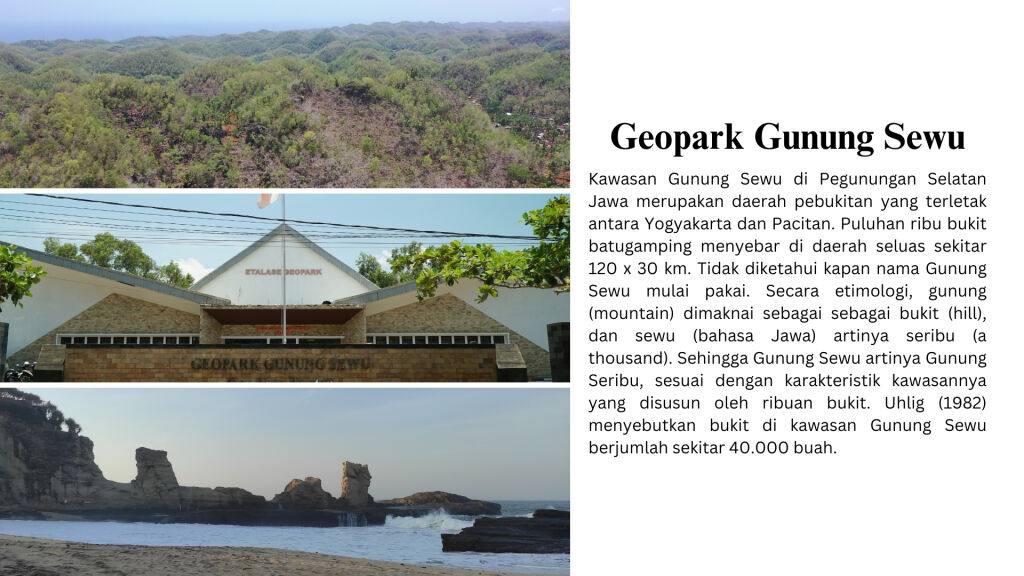 Geopark Gunung Sewu
Kawasan Gunung Sewu di Pegunungan Selatan
Jawa merupakan daerah pebukitan yang terletak
antara Yogyakarta dan Pacitan. Puluhan ribu bukit
batugamping menyebar di daerah seluas sekitar
120 x 30 km. Tidak diketahui kapan nama Gunung
Sewu mulai pakai. Secara etimologi, gunung
(mountain) dimaknai sebagai sebagai bukit (hill),
dan sewu (bahasa Jawa) artinya seribu (a
thousand). Sehingga Gunung Sewu artinya Gunung
Seribu, sesuai dengan karakteristik kawasannya
yang disusun oleh ribuan bukit. Uhlig (1982)
menyebutkan bukit di kawasan Gunung Sewu
berjumlah sekitar 40.000 buah.
ETALASE GEOPARK
GEOPARK GUNUNG SEWU